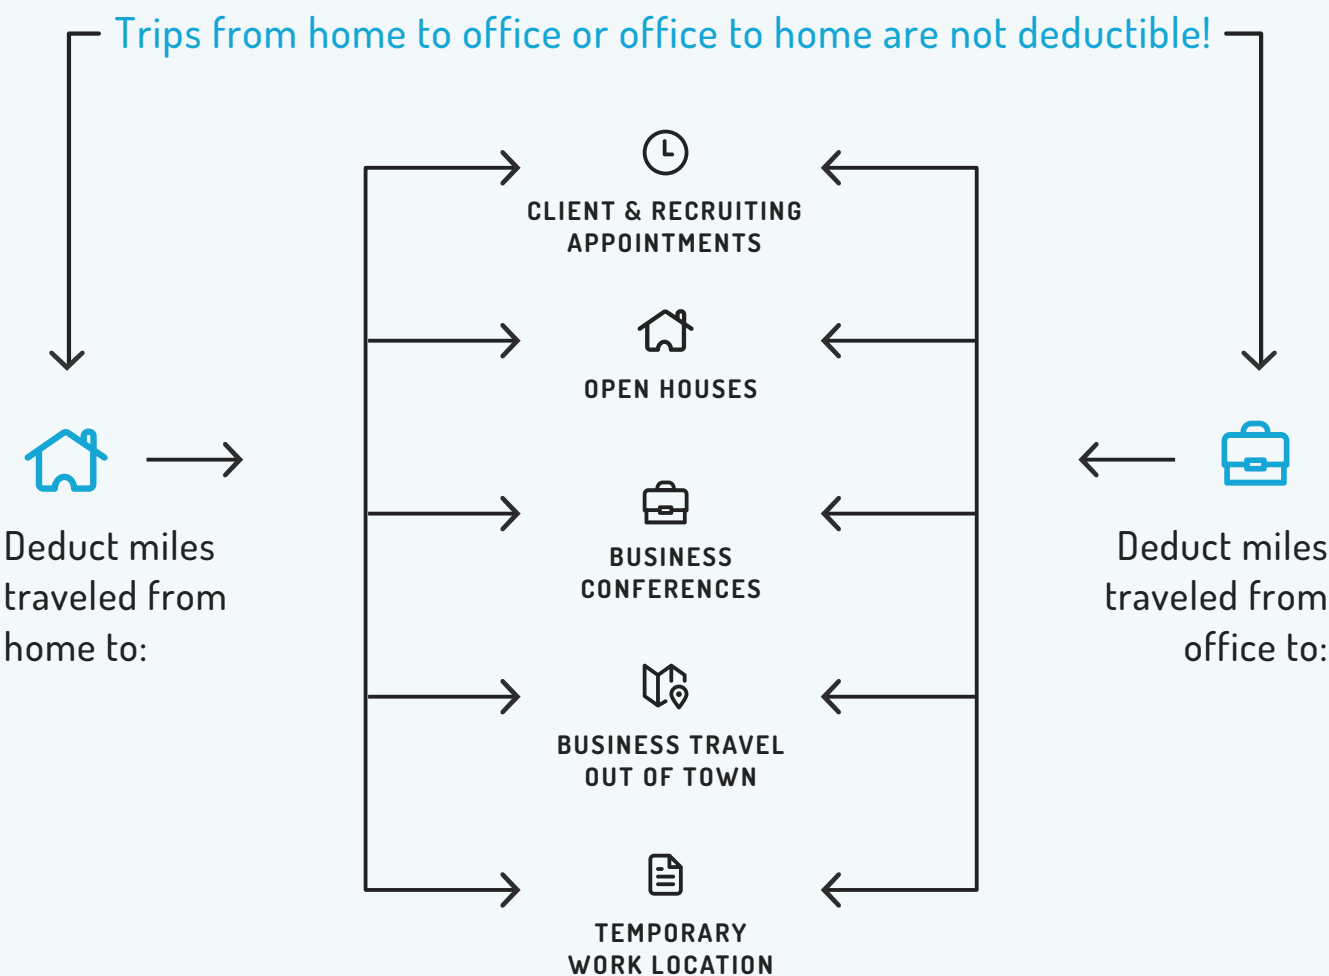 Trips from home to office or office to home are not deductible!
CLIENT & RECRUITING
APPOINTMENTS
OPEN HOUSES
Deduct miles
traveled from
home to:
BUSINESS
CONFERENCES
Deduct miles
traveled from
office to:
BUSINESS TRAVEL
OUT OF TOWN
TEMPORARY
WORK LOCATION